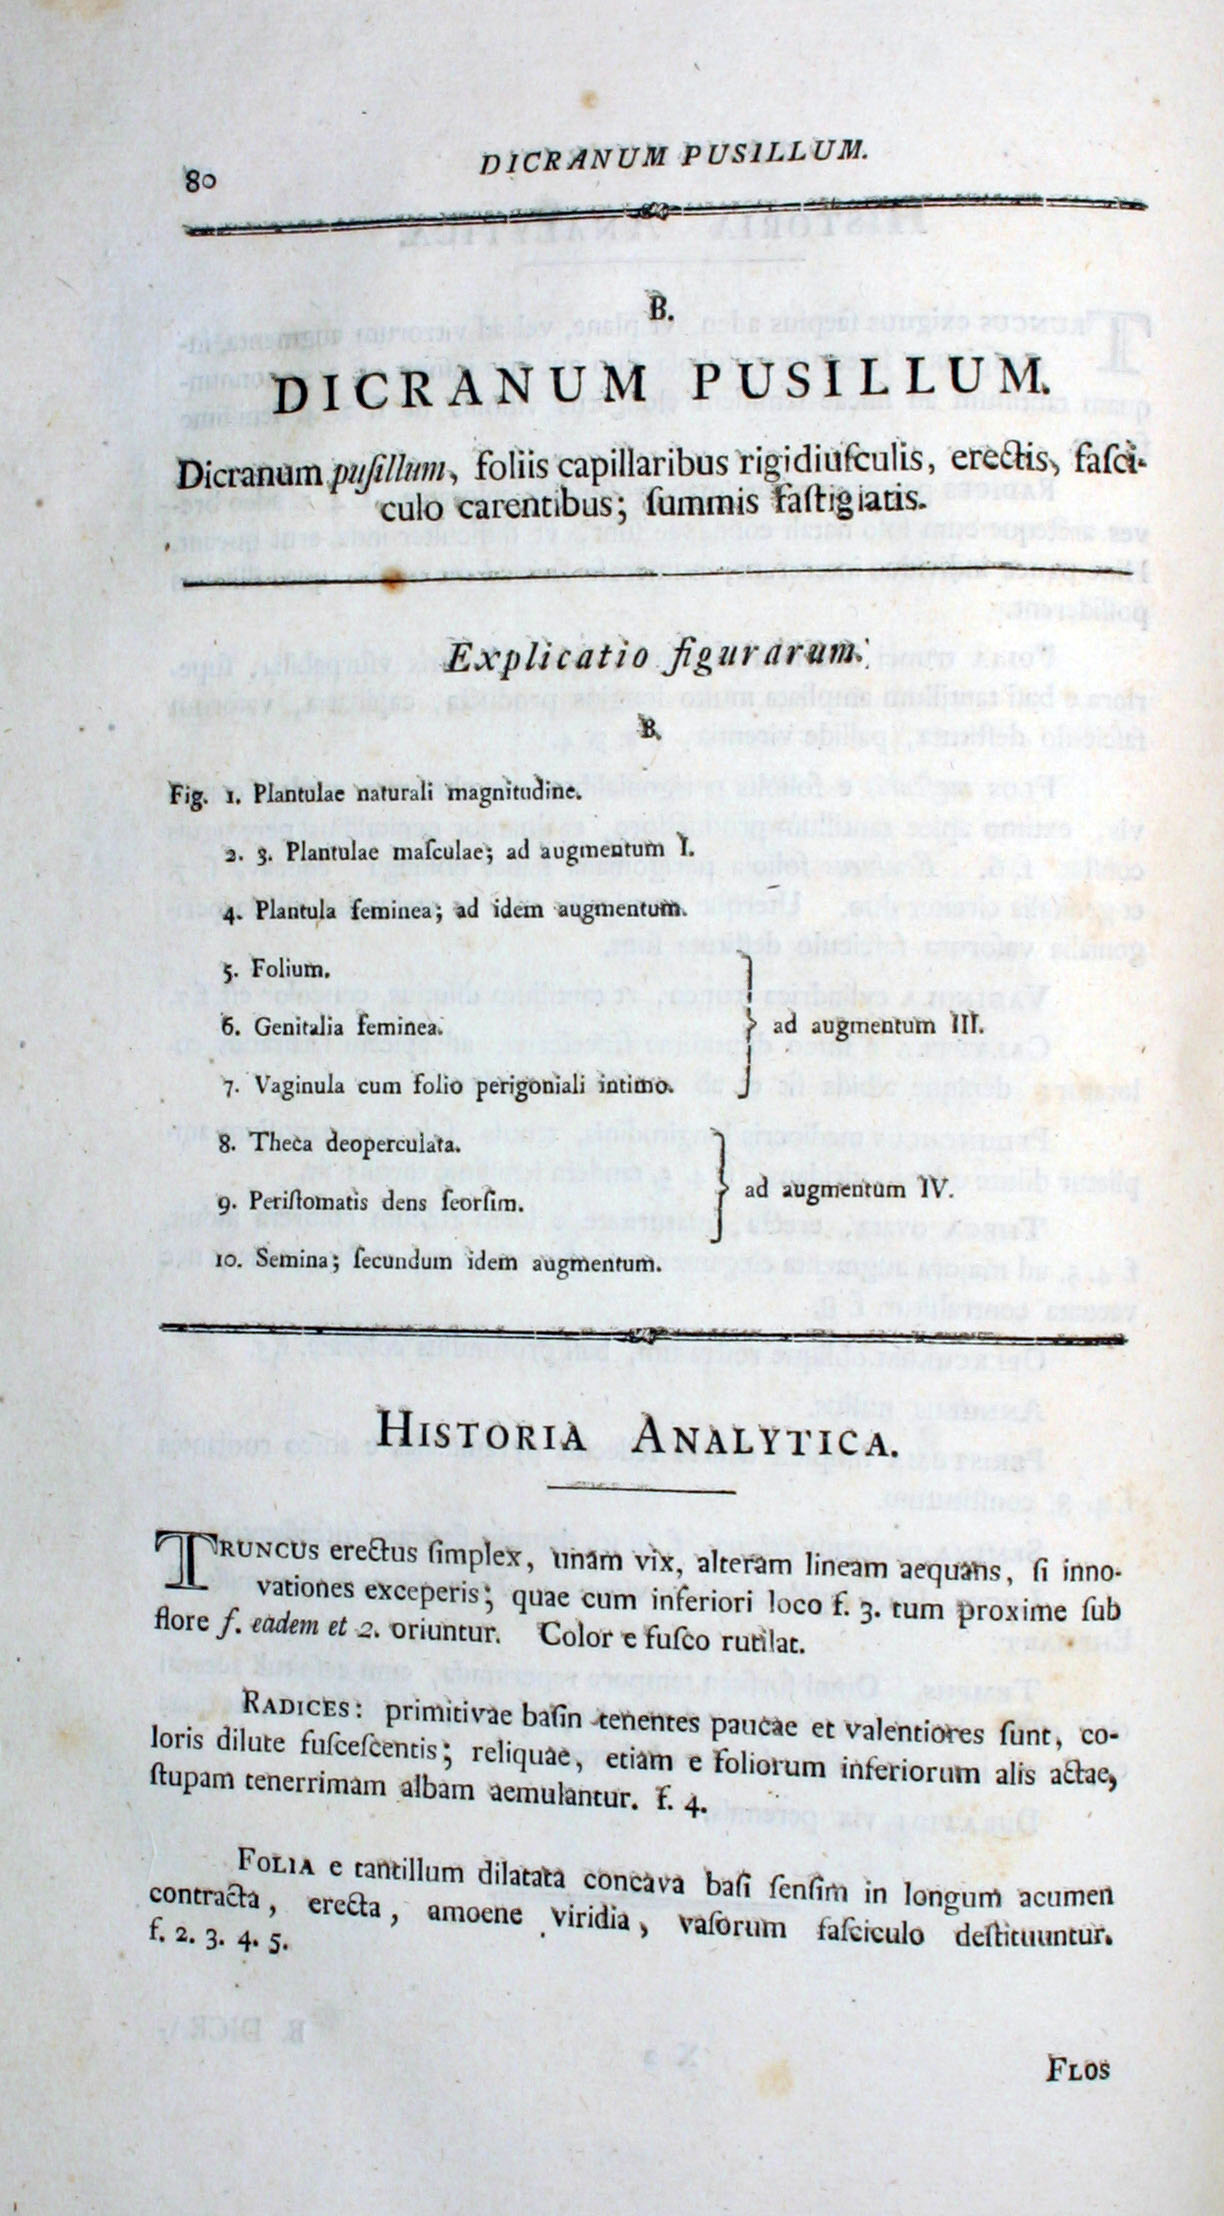 80
DICRANUM PUSILLUM.
B.
DICRANUM PUSILLUM.
Dicranum puſillum, foliis capillaribus rigidiuſculis, erectis, faſci-
culo carentibus; ſummis faſtigiatis.
Explicatio figurarum.
B.
Fig. 1. Plantulae naturali magnitudine.
2. 3. Plantulae maſculae; ad augmentum I.
4. Plantula feminea; ad idem augmentum.
5. Folium.
6. Genitalia feminea.
7. Vaginula cum folio perigoniali intimo.
ad augmentum III.
8. Theca deoperculata.
9. Periſtomatis dens ſeorſim.
ad augmentum IV.
10. Semina; ſecundum idem augmentum.
HISTORIA ANALYTICA.
TRUNCUS erectus ſimplex, unam vix, alteram lineam aequans, ſi inno-
vationes exceperis; quae cum inferiori loco f. 3. tum proxime ſub
flore f. eadem et 2. oriuntur. Color e fuſco rutilat.
RADICES: primitivae baſin tenentes paucae et valentiores ſunt, co-
loris dilute fuſceſcentis; reliquae, etiam e foliorum inferiorum alis actae,
ſtupam tenerrimam albam aemulantur. f. 4.
FOLIA e tantillum dilatata concava baſi ſenſim in longum acumen
contracta, erecta, amoene viridia, vaſorum faſciculo deſtituuntur.
f. 2. 3. 4. 5.
FLOS